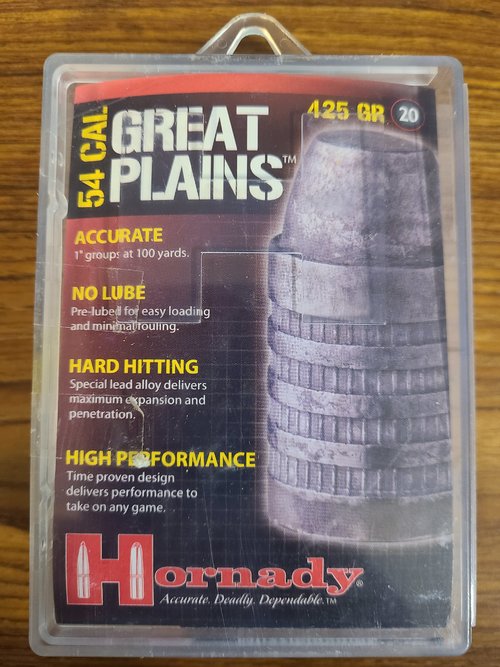 54 CAL
GREAT
PLAINS™
425 GR 20
ACCURATE
1" groups at 100 yards.
NO LUBE
Pre-lubed for easy loading
and minimal fouling.
HARD HITTING
Special lead alloy delivers
maximum expansion and
penetration.
HIGH PERFORMANCE
Time proven design
delivers performance to
take on any game.
Hornady®
Accurate. Deadly. Dependable.™